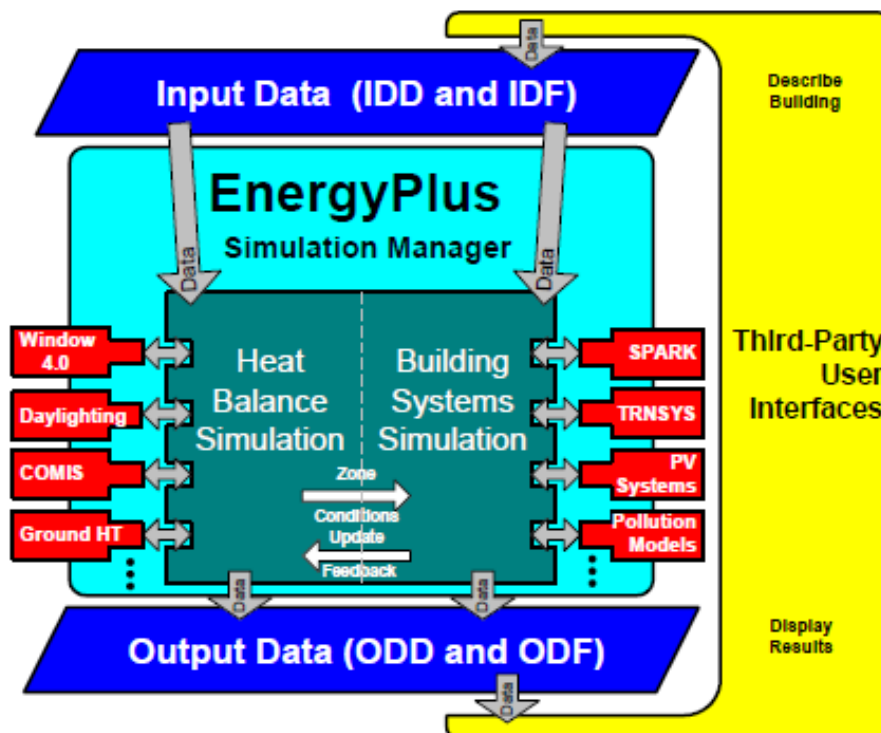 Data
Input Data (IDD and IDF)
Describe
Building
EnergyPlus
Simulation Manager
Data
Data
Window
4.0
Daylighting
COMIS
Ground HT
Heat
Balance
Simulation
Building
Systems
Simulation
Zone
Conditions
Update
Feedback
SPARK
TRNSYS
PV
Systems
Pollution
Models
Third-Party
User
Interfaces
Data
Data
Output Data (ODD and ODF)
Display
Results
Data